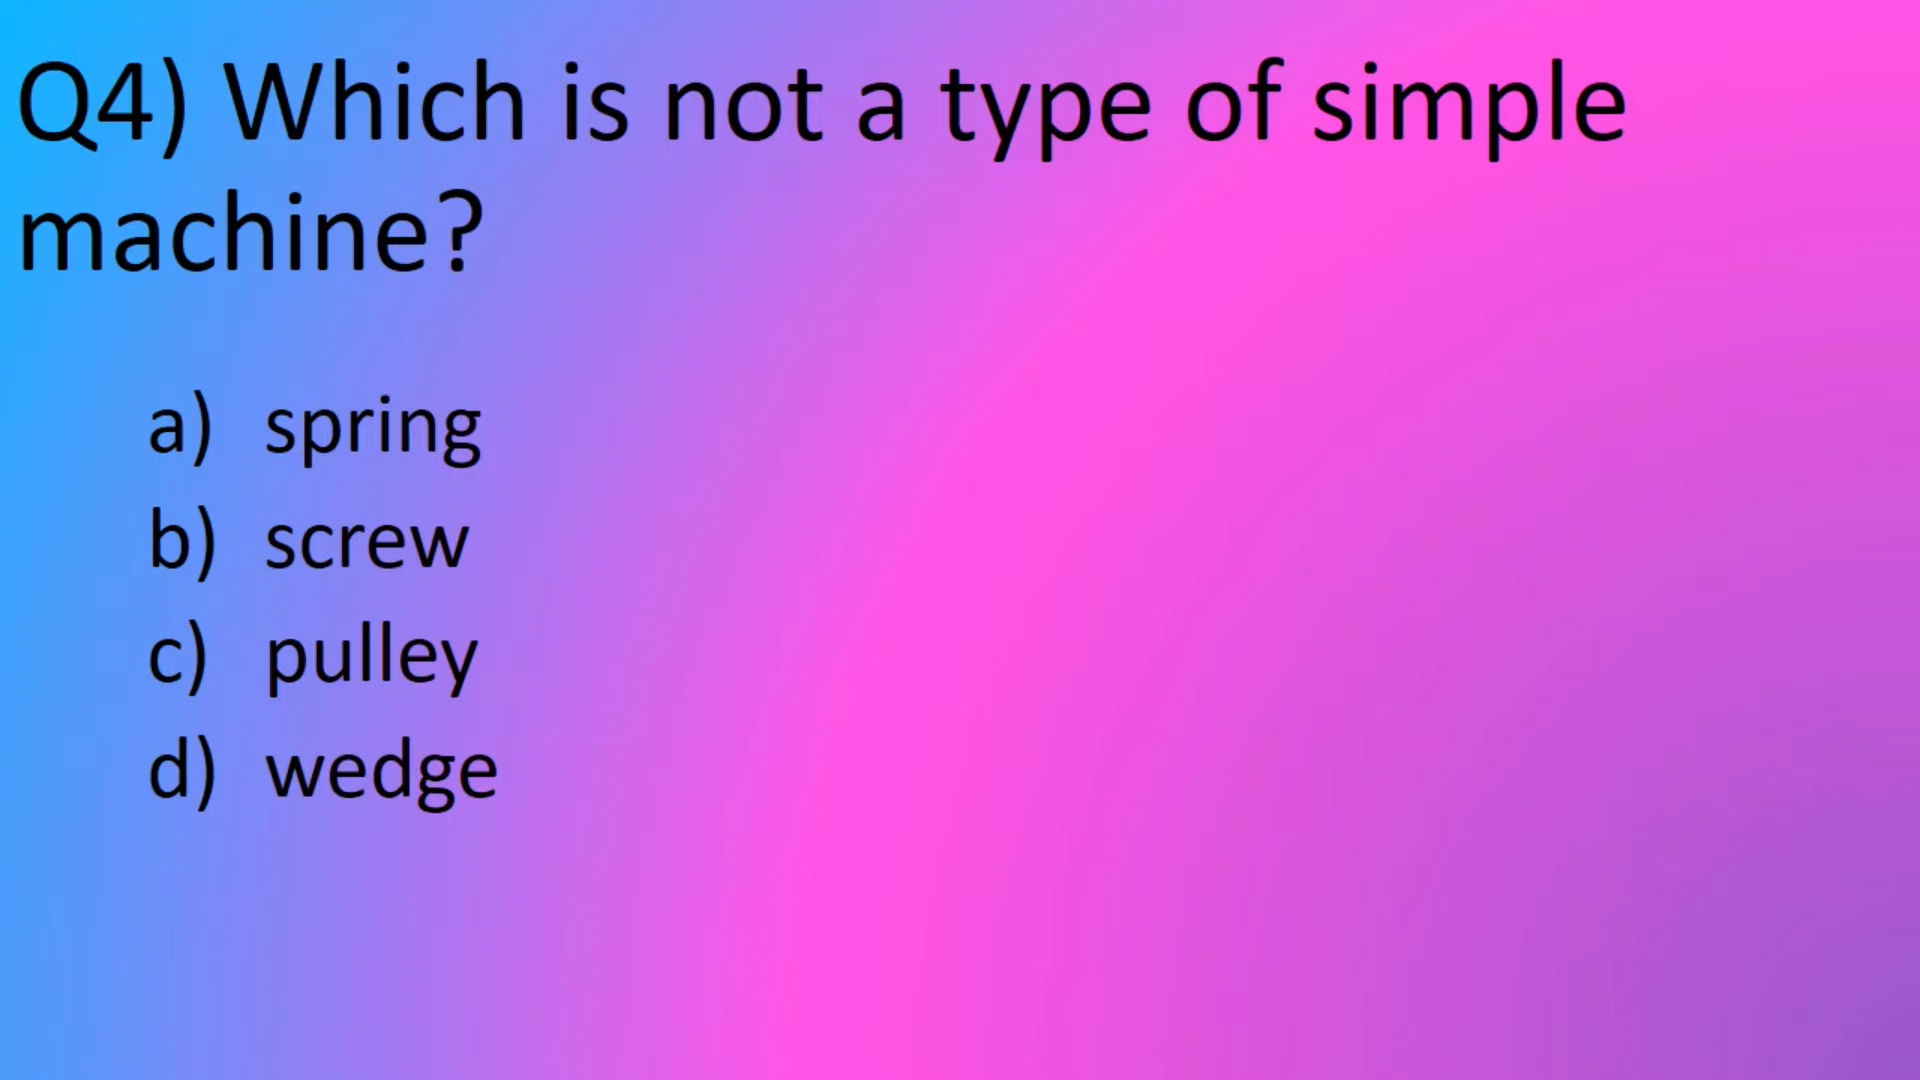 Q4) Which is not a type of simple
machine?
a) spring
b) screw
c) pulley
d) wedge